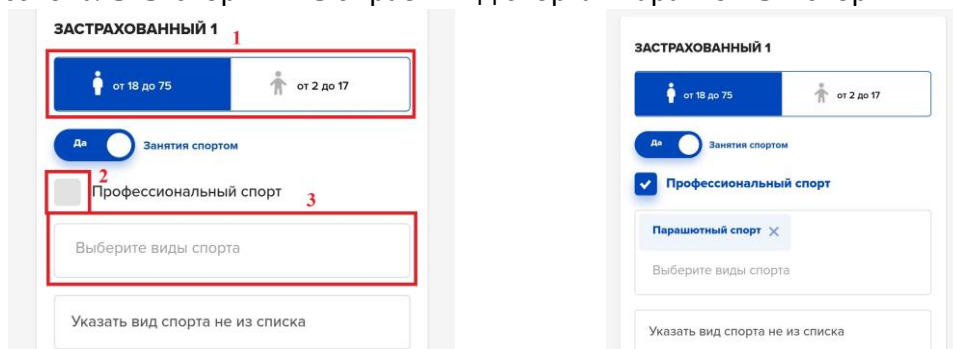 ЗАСТРАХОВАННЫЙ 1
1
от 18 до 75
от 2 до 17
Да
Занятия спортом
2
Профессиональный спорт
3
Выберите виды спорта
Указать вид спорта не из списка
ЗАСТРАХОВАННЫЙ 1
от 18 до 75
от 2 до 17
Да
Занятия спортом
Профессиональный спорт
Парашютный спорт ×
Выберите виды спорта
Указать вид спорта не из списка